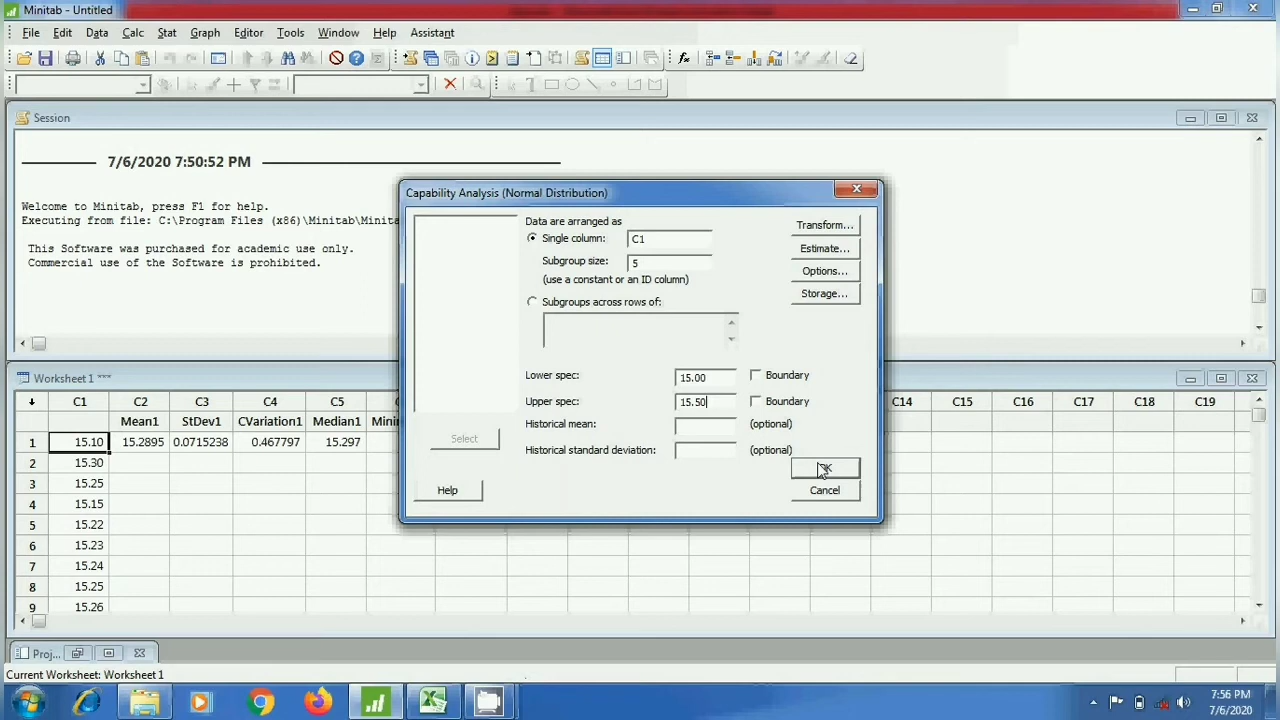 Minitab - Untitled
File Edit Data Calc Stat Graph Editor Tools Window Help Assistant
Session
7/6/2020 7:50:52 PM
Welcome to Minitab, press F1 for help.
Executing from file: C:\Program Files (x86)\Minitab\Minita
This Software was purchased for academic use only.
Commercial use of the Software is prohibited.
Capability Analysis (Normal Distribution)
Data are arranged as
Single column: C1
Subgroup size: 5
(use a constant or an ID column)
Subgroups across rows of:
Transform...
Estimate...
Options...
Storage...
Lower spec: 15.00 Boundary
Upper spec: 15.50 Boundary
Historical mean: (optional)
Historical standard deviation: (optional)
Select
Help
Cancel
Worksheet 1 ***
C1 C2 C3 C4 C5 C14 C15 C16 C17 C18 C19
Mean1 StDev1 CVariation1 Median1 Minin
1 15.10 15.2895 0.0715238 0.467797 15.297
2 15.30
3 15.25
4 15.15
5 15.22
6 15.23
7 15.24
8 15.25
9 15.26
Proj...
Current Worksheet: Worksheet 1
7:56 PM
7/6/2020